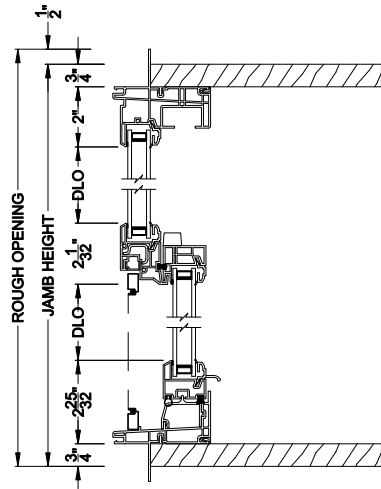 1/2"
3/4"
2"
DLO
2 1/32"
DLO
2 25/32"
3/4"
JAMB HEIGHT
ROUGH OPENING